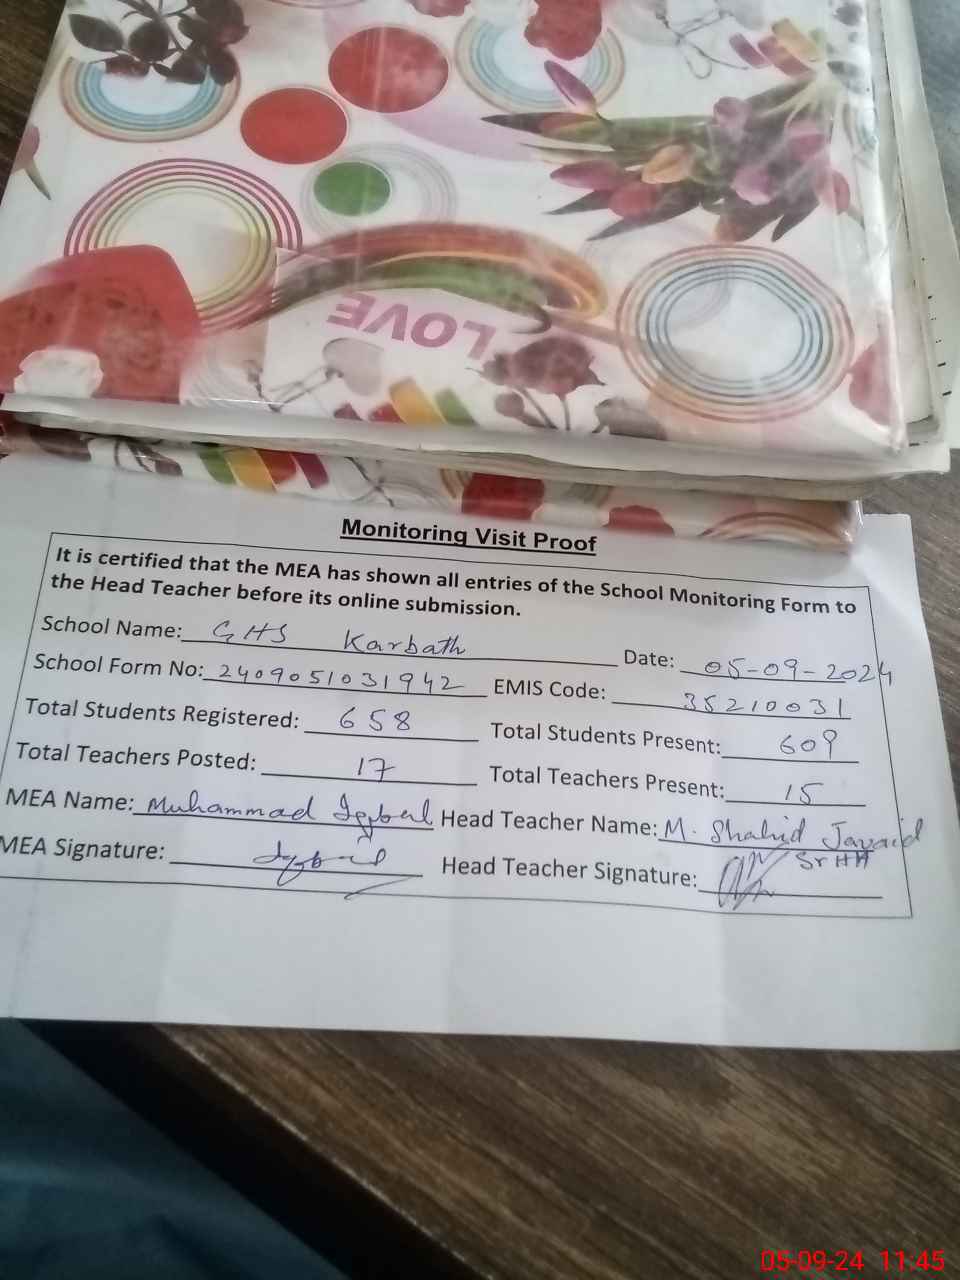 LOVE
Monitoring Visit Proof
It is certified that the MEA has shown all entries of the School Monitoring Form to
the Head Teacher before its online submission.
School Name: GHS Karbath Date: 05-09-2024
School Form No: 2409051031942 EMIS Code: 35210031
Total Students Registered: 658 Total Students Present: 609
Total Teachers Posted: 17 Total Teachers Present: 15
MEA Name: Muhammad Iqbal Head Teacher Name: M. Shahid Javaid
Sr HM
MEA Signature: Iqbal Head Teacher Signature:
05-09-24 11:45